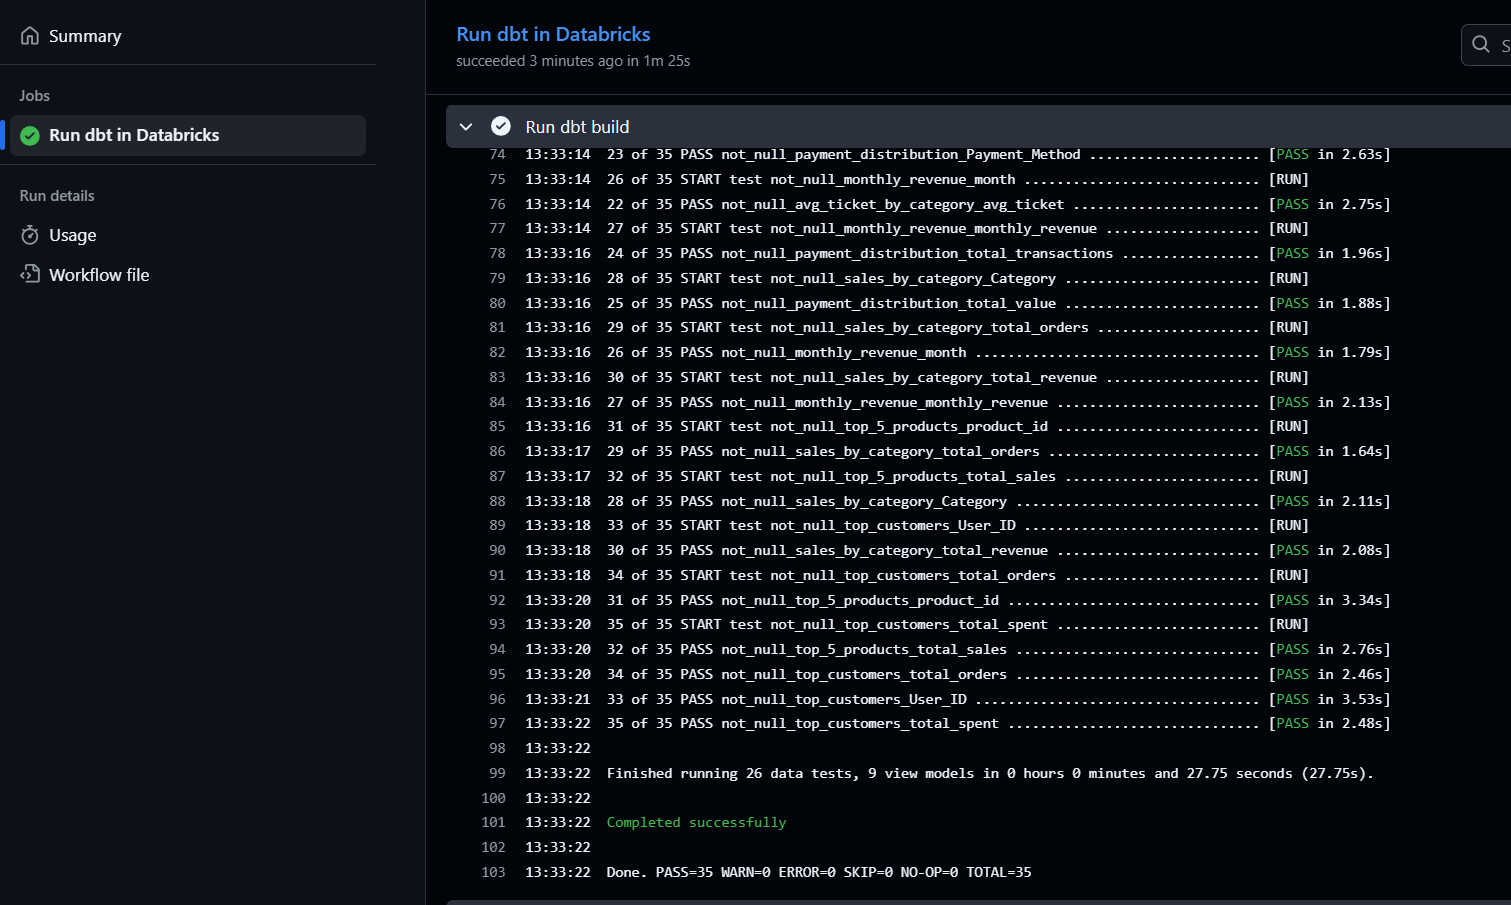 Summary
Jobs
Run dbt in Databricks
Run details
Usage
Workflow file
Run dbt in Databricks
succeeded 3 minutes ago in 1m 25s
S
Run dbt build
74 13:33:14 23 of 35 PASS not_null_payment_distribution_Payment_Method ..................... [PASS in 2.63s]
75 13:33:14 26 of 35 START test not_null_monthly_revenue_month ............................. [RUN]
76 13:33:14 22 of 35 PASS not_null_avg_ticket_by_category_avg_ticket ....................... [PASS in 2.75s]
77 13:33:14 27 of 35 START test not_null_monthly_revenue_monthly_revenue ................... [RUN]
78 13:33:16 24 of 35 PASS not_null_payment_distribution_total_transactions ................. [PASS in 1.96s]
79 13:33:16 28 of 35 START test not_null_sales_by_category_Category ........................ [RUN]
80 13:33:16 25 of 35 PASS not_null_payment_distribution_total_value ........................ [PASS in 1.88s]
81 13:33:16 29 of 35 START test not_null_sales_by_category_total_orders .................... [RUN]
82 13:33:16 26 of 35 PASS not_null_monthly_revenue_month ................................... [PASS in 1.79s]
83 13:33:16 30 of 35 START test not_null_sales_by_category_total_revenue ................... [RUN]
84 13:33:16 27 of 35 PASS not_null_monthly_revenue_monthly_revenue ......................... [PASS in 2.13s]
85 13:33:16 31 of 35 START test not_null_top_5_products_product_id ......................... [RUN]
86 13:33:17 29 of 35 PASS not_null_sales_by_category_total_orders .......................... [PASS in 1.64s]
87 13:33:17 32 of 35 START test not_null_top_5_products_total_sales ........................ [RUN]
88 13:33:18 28 of 35 PASS not_null_sales_by_category_Category .............................. [PASS in 2.11s]
89 13:33:18 33 of 35 START test not_null_top_customers_User_ID ............................. [RUN]
90 13:33:18 30 of 35 PASS not_null_sales_by_category_total_revenue ......................... [PASS in 2.08s]
91 13:33:18 34 of 35 START test not_null_top_customers_total_orders ........................ [RUN]
92 13:33:20 31 of 35 PASS not_null_top_5_products_product_id ............................... [PASS in 3.34s]
93 13:33:20 35 of 35 START test not_null_top_customers_total_spent ......................... [RUN]
94 13:33:20 32 of 35 PASS not_null_top_5_products_total_sales .............................. [PASS in 2.76s]
95 13:33:20 34 of 35 PASS not_null_top_customers_total_orders .............................. [PASS in 2.46s]
96 13:33:21 33 of 35 PASS not_null_top_customers_User_ID ................................... [PASS in 3.53s]
97 13:33:22 35 of 35 PASS not_null_top_customers_total_spent ............................... [PASS in 2.48s]
98 13:33:22
99 13:33:22 Finished running 26 data tests, 9 view models in 0 hours 0 minutes and 27.75 seconds (27.75s).
100 13:33:22
101 13:33:22 Completed successfully
102 13:33:22
103 13:33:22 Done. PASS=35 WARN=0 ERROR=0 SKIP=0 NO-OP=0 TOTAL=35